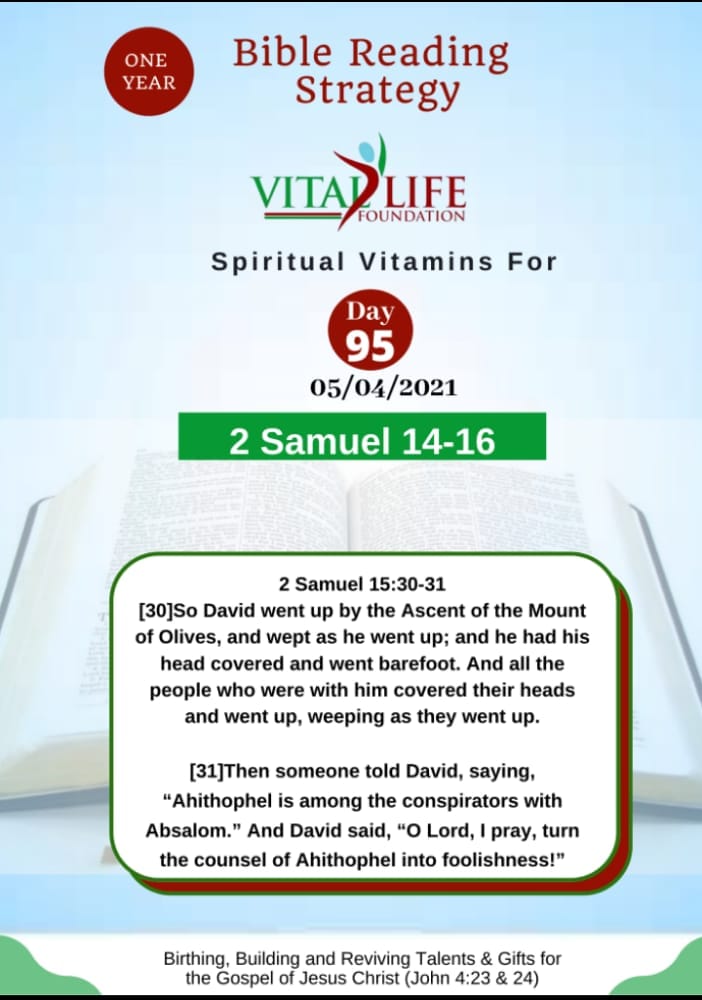 ONE
YEAR
Bible Reading
Strategy
VITAL LIFE
FOUNDATION
Spiritual Vitamins For
Day
95
05/04/2021
2 Samuel 14-16
2 Samuel 15:30-31
[30]So David went up by the Ascent of the Mount
of Olives, and wept as he went up; and he had his
head covered and went barefoot. And all the
people who were with him covered their heads
and went up, weeping as they went up.
[31]Then someone told David, saying,
“Ahithophel is among the conspirators with
Absalom.” And David said, “O Lord, I pray, turn
the counsel of Ahithophel into foolishness!”
Birthing, Building and Reviving Talents & Gifts for
the Gospel of Jesus Christ (John 4:23 & 24)